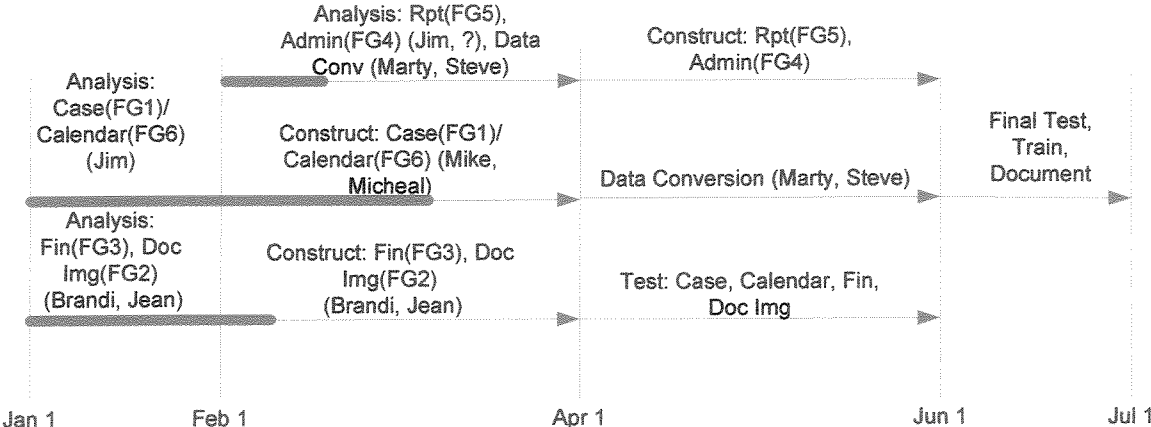 Analysis: Rpt(FG5),
Admin(FG4) (Jim, ?), Data
Conv (Marty, Steve)
Construct: Rpt(FG5),
Admin(FG4)
Analysis:
Case(FG1)/
Calendar(FG6)
(Jim)
Construct: Case(FG1)/
Calendar(FG6) (Mike,
Micheal)
Data Conversion (Marty, Steve)
Final Test,
Train,
Document
Analysis:
Fin(FG3), Doc
Img(FG2)
(Brandi, Jean)
Construct: Fin(FG3), Doc
Img(FG2)
(Brandi, Jean)
Test: Case, Calendar, Fin,
Doc Img
Jan 1
Feb 1
Apr 1
Jun 1
Jul 1